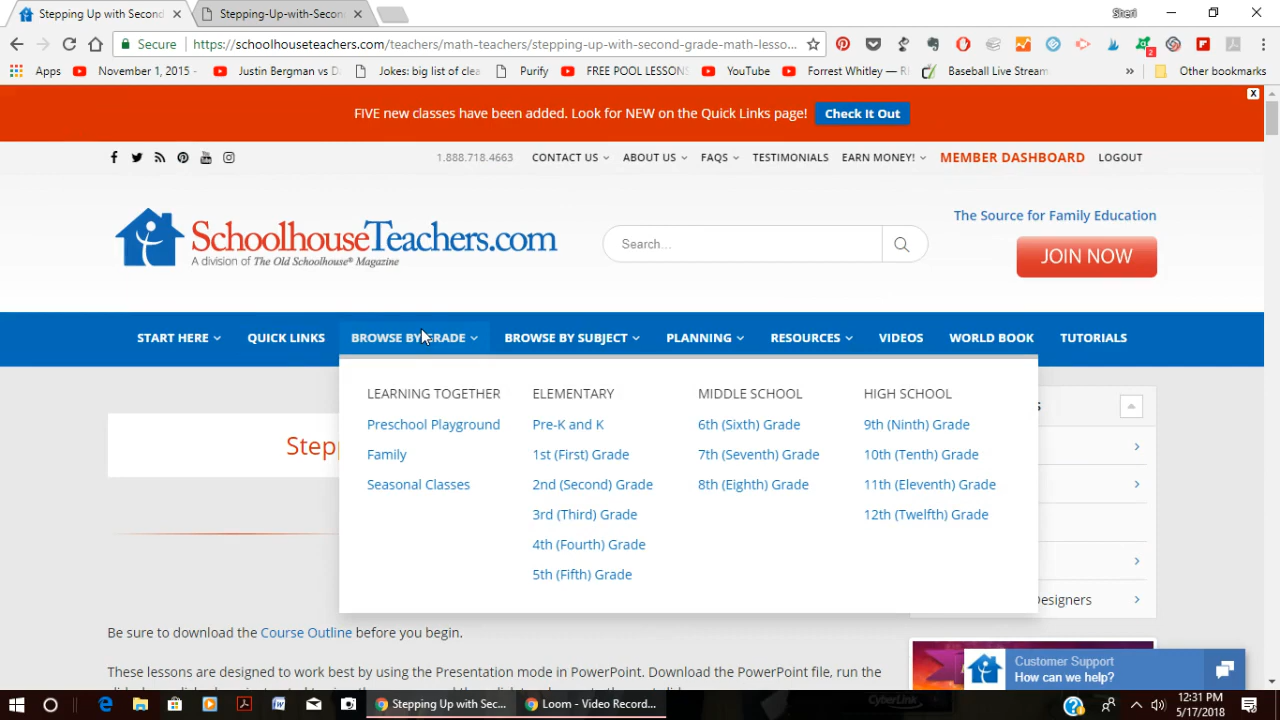 Stepping Up with Second
Stepping-Up-with-Secon
Sheri
Secure
https://schoolhouseteachers.com/teachers/math-teachers/stepping-up-with-second-grade-math-lesso...
2
Apps
November 1, 2015 -
Justin Bergman vs D
Jokes: big list of clea
Purify
FREE POOL LESSONS
YouTube
Forrest Whitley — R
Baseball Live Stream
»
Other bookmarks
FIVE new classes have been added. Look for NEW on the Quick Links page!
Check It Out
X
1.888.718.4663
CONTACT US
ABOUT US
FAQS
TESTIMONIALS
EARN MONEY!
MEMBER DASHBOARD
LOGOUT
SchoolhouseTeachers.com
A division of The Old Schoolhouse® Magazine
Search...
The Source for Family Education
JOIN NOW
START HERE
QUICK LINKS
BROWSE BY GRADE
BROWSE BY SUBJECT
PLANNING
RESOURCES
VIDEOS
WORLD BOOK
TUTORIALS
LEARNING TOGETHER
Preschool Playground
Family
Seasonal Classes
ELEMENTARY
Pre-K and K
1st (First) Grade
2nd (Second) Grade
3rd (Third) Grade
4th (Fourth) Grade
5th (Fifth) Grade
MIDDLE SCHOOL
6th (Sixth) Grade
7th (Seventh) Grade
8th (Eighth) Grade
HIGH SCHOOL
9th (Ninth) Grade
10th (Tenth) Grade
11th (Eleventh) Grade
12th (Twelfth) Grade
Step
s
Designers
Be sure to download the Course Outline before you begin.
These lessons are designed to work best by using the Presentation mode in PowerPoint. Download the PowerPoint file, run the
Customer Support
How can we help?
CyberLink
Stepping Up with Sec...
Loom - Video Record...
12:31 PM
5/17/2018